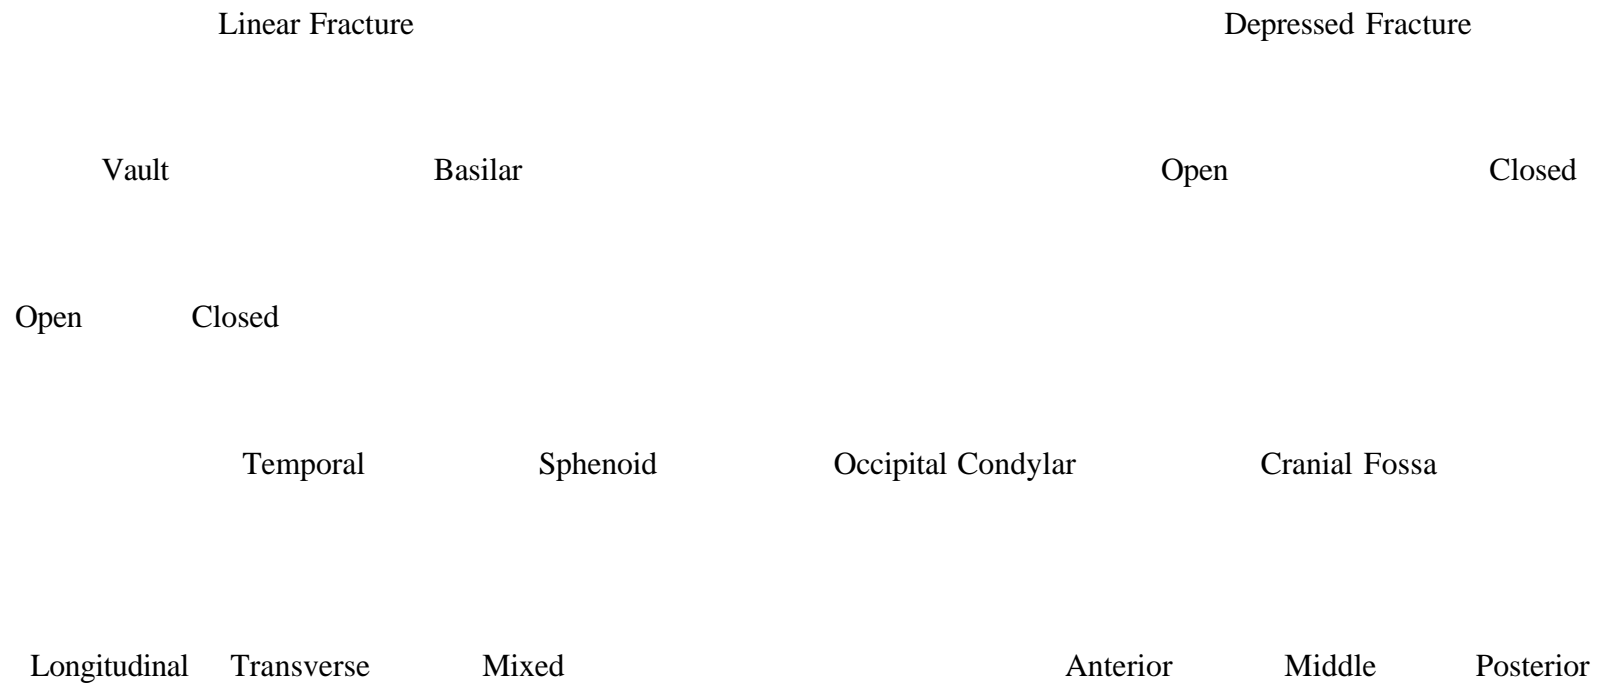 Linear Fracture Depressed Fracture
Vault Basilar Open Closed
Open Closed
Temporal Sphenoid Occipital Condylar Cranial Fossa
Longitudinal Transverse Mixed Anterior Middle Posterior